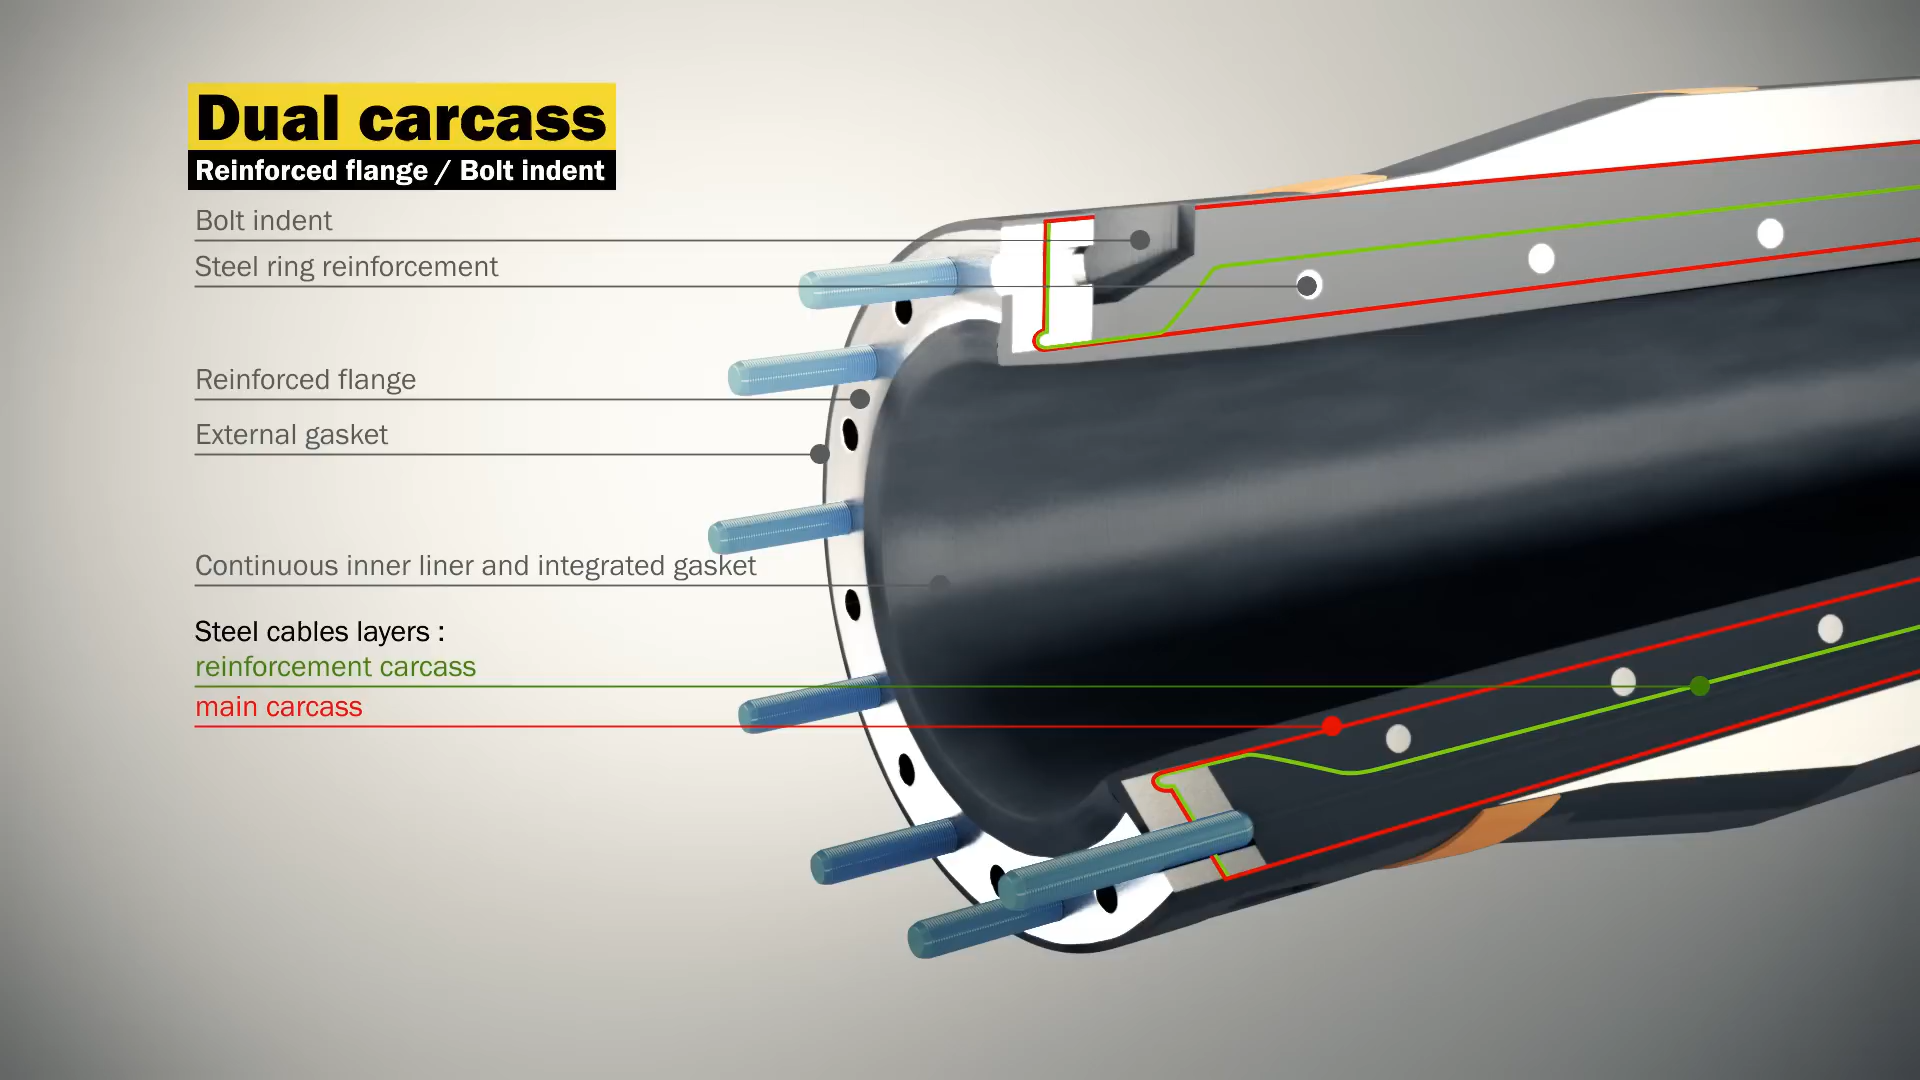 Dual carcass
Reinforced flange / Bolt indent
Bolt indent
Steel ring reinforcement
Reinforced flange
External gasket
Continuous inner liner and integrated gasket
Steel cables layers :
reinforcement carcass
main carcass